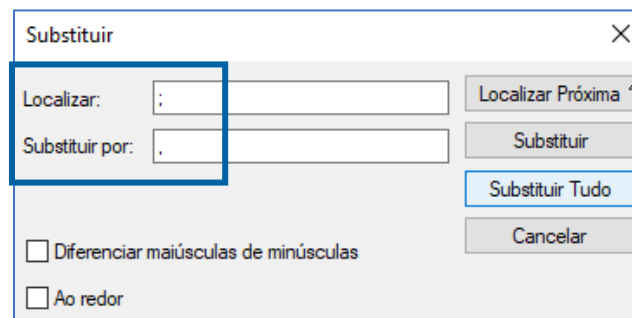 Substituir
Localizar: ;
Localizar Próxima
Substituir por: ,
Substituir
Substituir Tudo
Cancelar
Diferenciar maiúsculas de minúsculas
Ao redor